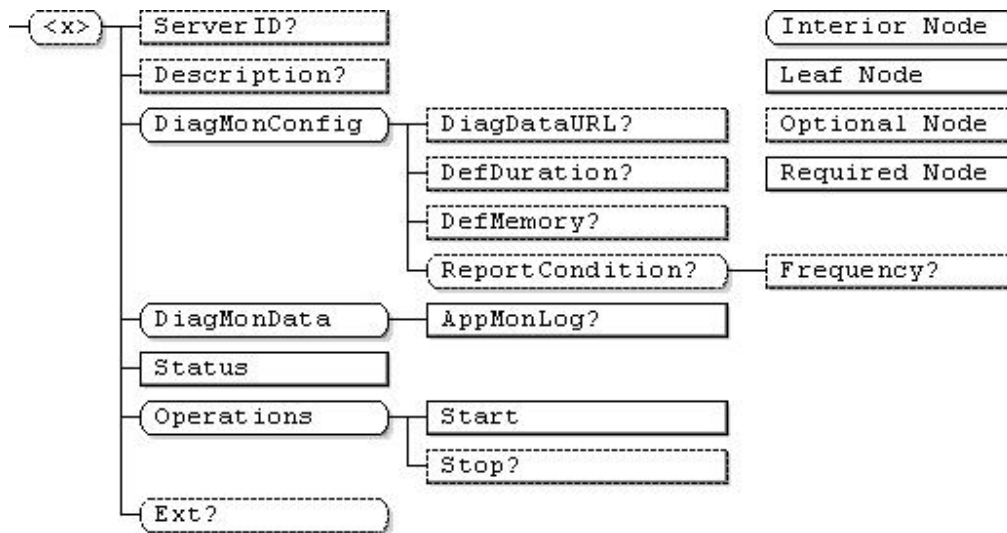 <x>
ServerID?
Interior Node
Description?
Leaf Node
DiagMonConfig
DiagDataURL?
Optional Node
DefDuration?
Required Node
DefMemory?
ReportCondition?
Frequency?
DiagMonData
AppMonLog?
Status
Operations
Start
Stop?
Ext?